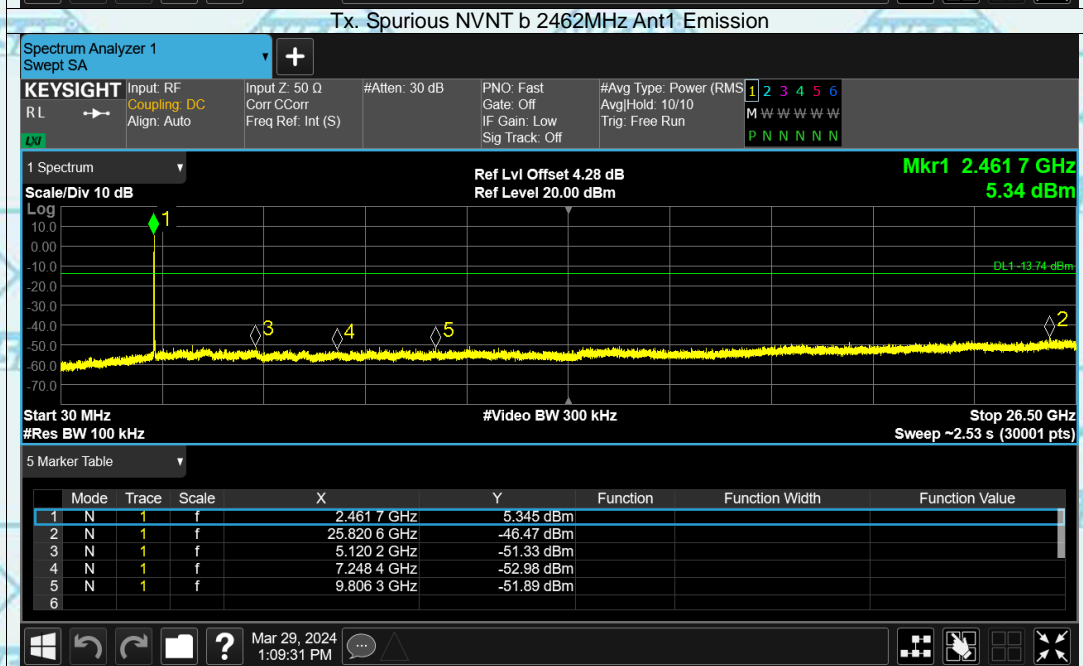 Tx. Spurious NVNT b 2462MHz Ant1 Emission
Spectrum Analyzer 1
Swept SA
+
KEYSIGHT Input: RF Input Z: 50 Ω #Atten: 30 dB PNO: Fast #Avg Type: Power (RMS 1 2 3 4 5 6
RL Coupling: DC Corr CCorr Gate: Off Avg|Hold: 10/10 M W W W W W
Align: Auto Freq Ref: Int (S) IF Gain: Low Trig: Free Run
LXI Sig Track: Off P N N N N N
1 Spectrum Ref Lvl Offset 4.28 dB Mkr1 2.461 7 GHz
Scale/Div 10 dB Ref Level 20.00 dBm 5.34 dBm
Log
1
10.0
0.00
-10.0 DL1 -13.74 dBm
-20.0
-30.0
3 4 5 2
-40.0
-50.0
-60.0
-70.0
Start 30 MHz #Video BW 300 kHz Stop 26.50 GHz
#Res BW 100 kHz Sweep ~2.53 s (30001 pts)
5 Marker Table
Mode Trace Scale X Y Function Function Width Function Value
1 N 1 f 2.461 7 GHz 5.345 dBm
2 N 1 f 25.820 6 GHz -46.47 dBm
3 N 1 f 5.120 2 GHz -51.33 dBm
4 N 1 f 7.248 4 GHz -52.98 dBm
5 N 1 f 9.806 3 GHz -51.89 dBm
6
? Mar 29, 2024
1:09:31 PM